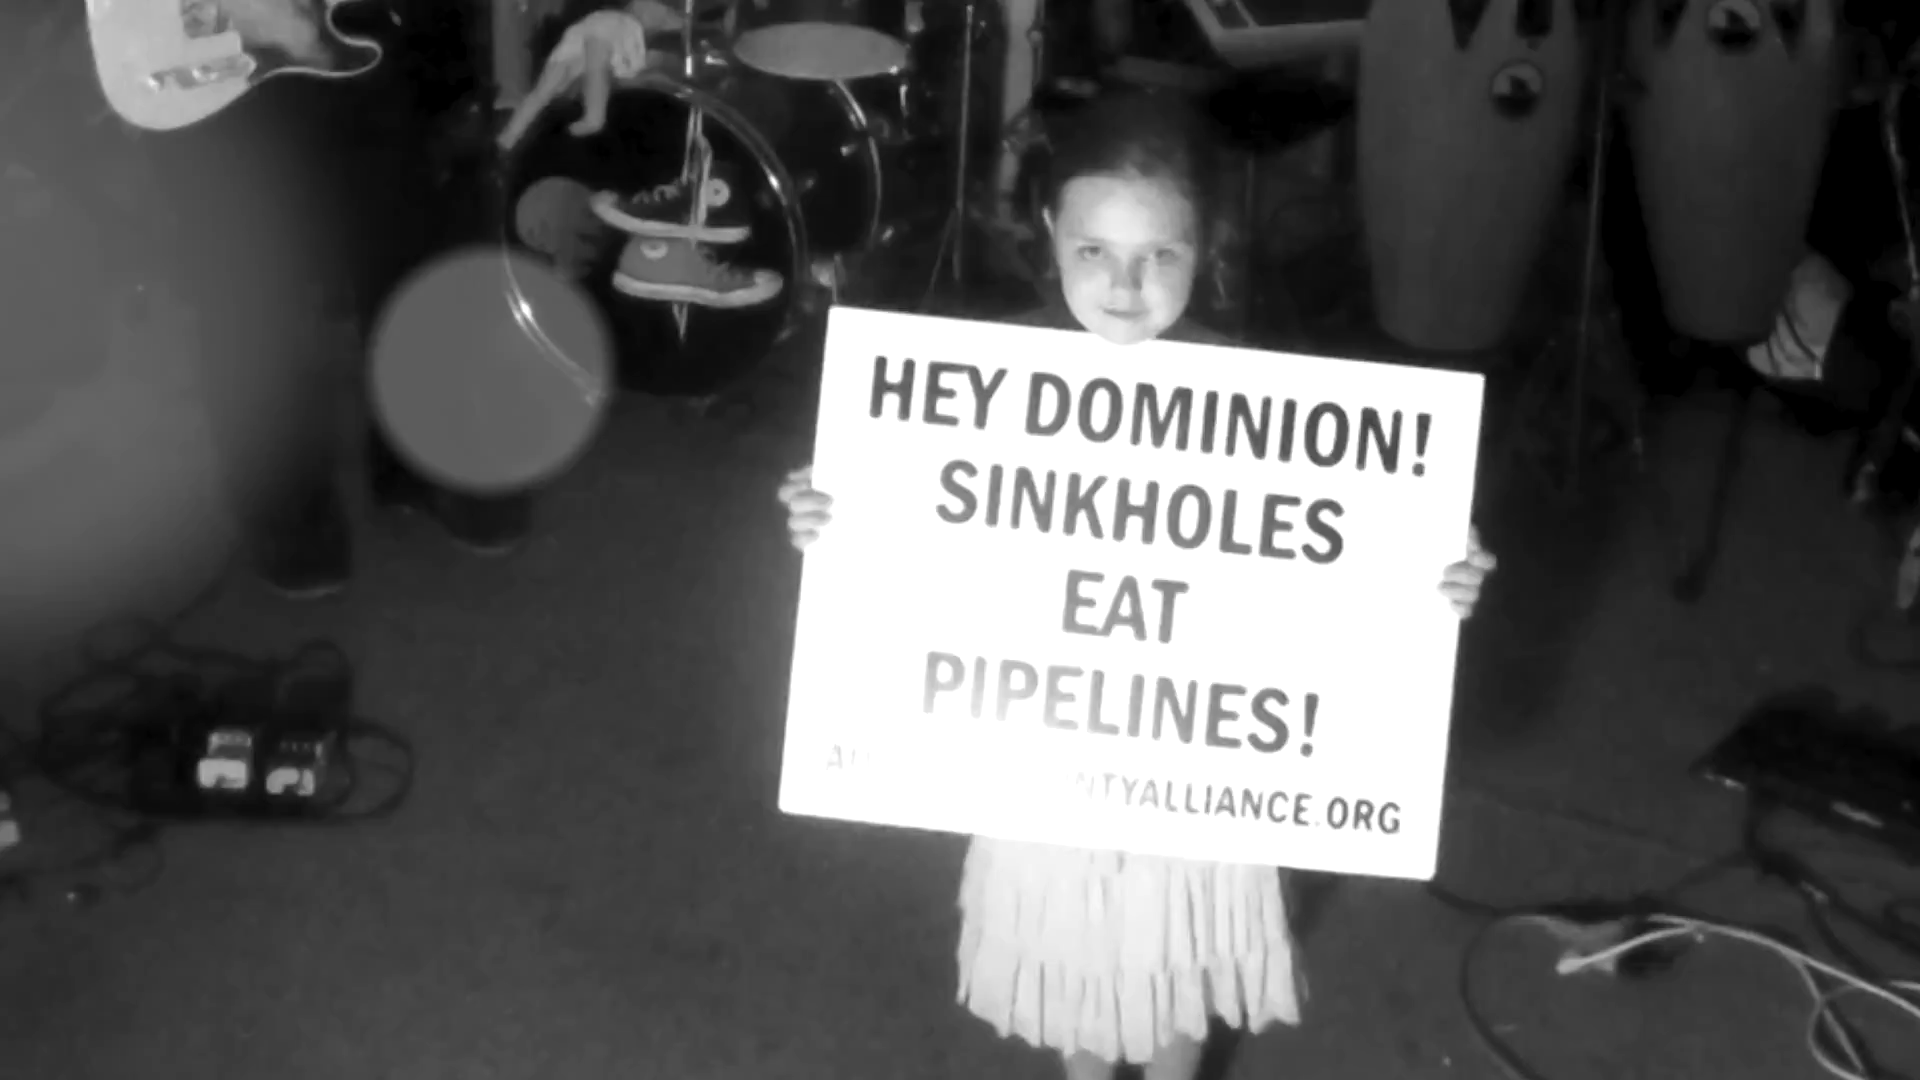 HEY DOMINION!
SINKHOLES
EAT
PIPELINES!
NTYALLIANCE.ORG